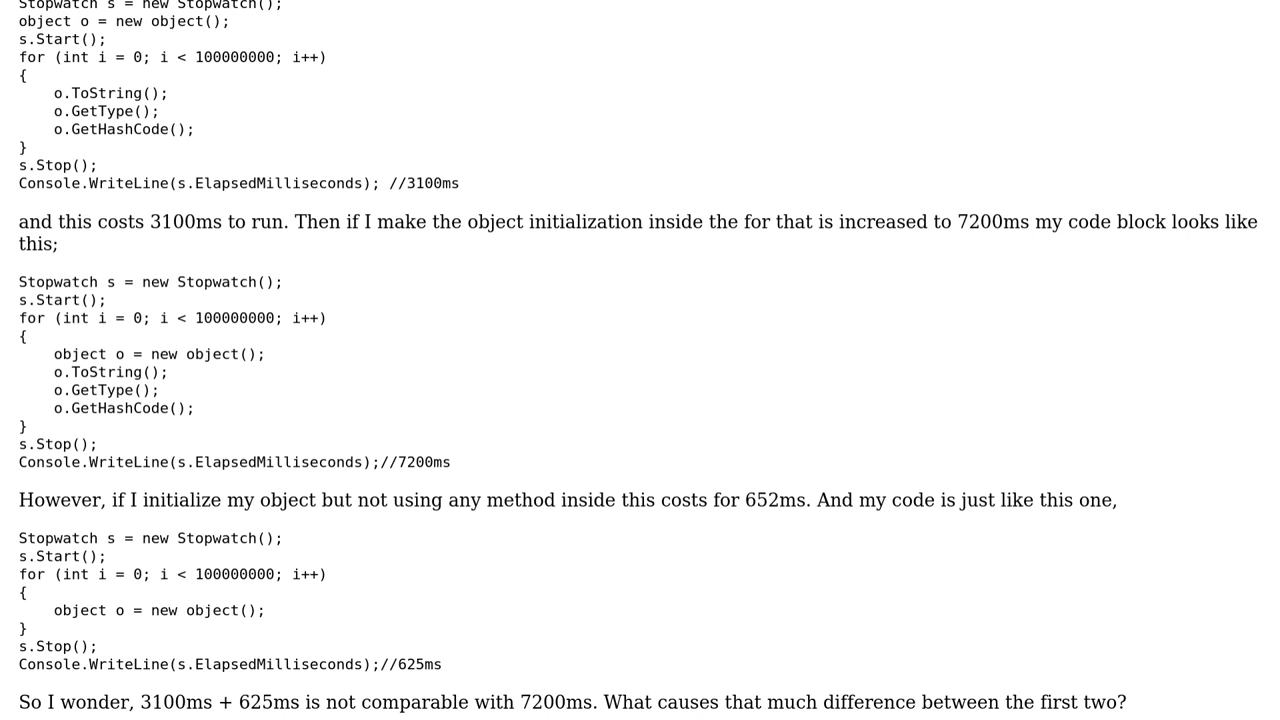 Stopwatch s = new Stopwatch();
object o = new object();
s.Start();
for (int i = 0; i < 100000000; i++)
{
    o.ToString();
    o.GetType();
    o.GetHashCode();
}
s.Stop();
Console.WriteLine(s.ElapsedMilliseconds); //3100ms
and this costs 3100ms to run. Then if I make the object initialization inside the for that is increased to 7200ms my code block looks like
this;
Stopwatch s = new Stopwatch();
s.Start();
for (int i = 0; i < 100000000; i++)
{
    object o = new object();
    o.ToString();
    o.GetType();
    o.GetHashCode();
}
s.Stop();
Console.WriteLine(s.ElapsedMilliseconds);//7200ms
However, if I initialize my object but not using any method inside this costs for 652ms. And my code is just like this one,
Stopwatch s = new Stopwatch();
s.Start();
for (int i = 0; i < 100000000; i++)
{
    object o = new object();
}
s.Stop();
Console.WriteLine(s.ElapsedMilliseconds);//625ms
So I wonder, 3100ms + 625ms is not comparable with 7200ms. What causes that much difference between the first two?